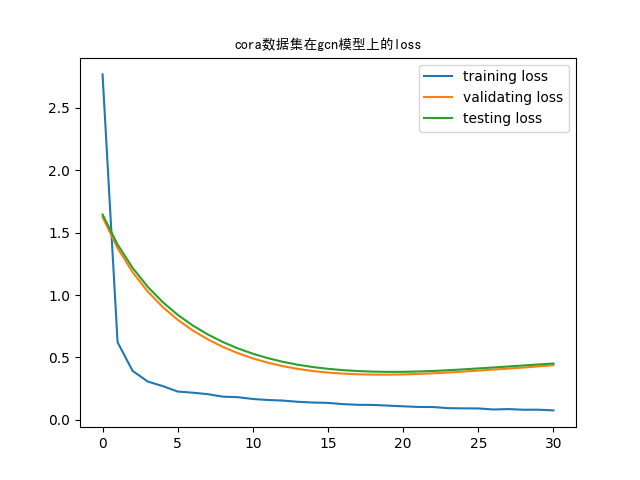 cora数据集在gcn模型上的loss
training loss
validating loss
testing loss
2.5
2.0
1.5
1.0
0.5
0.0
0 5 10 15 20 25 30